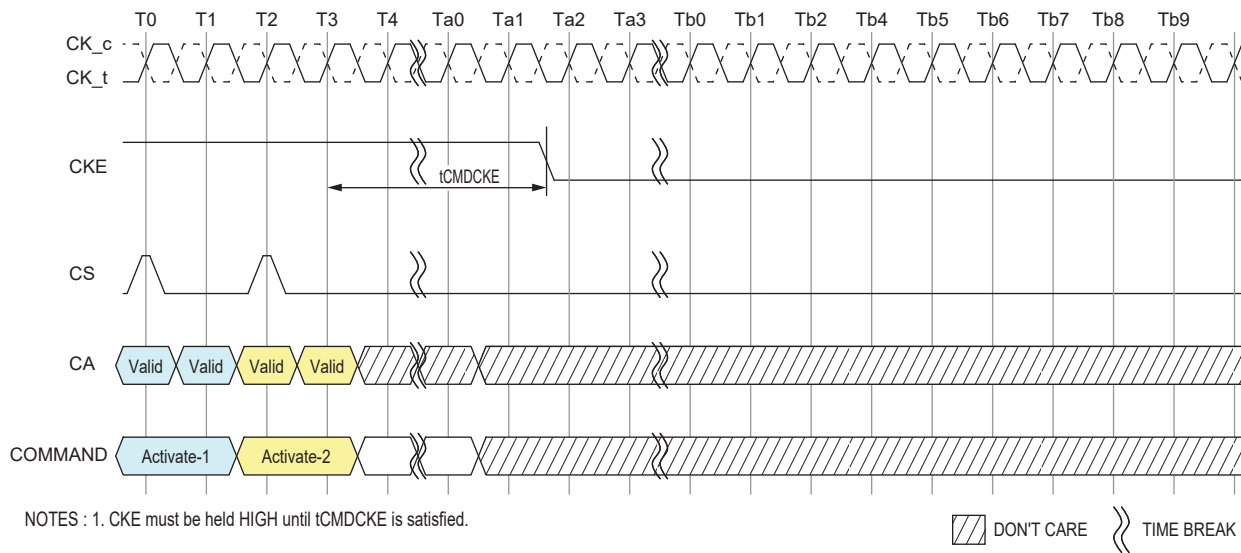 T0 T1 T2 T3 T4 Ta0 Ta1 Ta2 Ta3 Tb0 Tb1 Tb2 Tb4 Tb5 Tb6 Tb7 Tb8 Tb9
CK_c
CK_t
CKE
tCMDCKE
CS
CA Valid Valid Valid Valid
COMMAND Activate-1 Activate-2
NOTES : 1. CKE must be held HIGH until tCMDCKE is satisfied.
DON'T CARE TIME BREAK